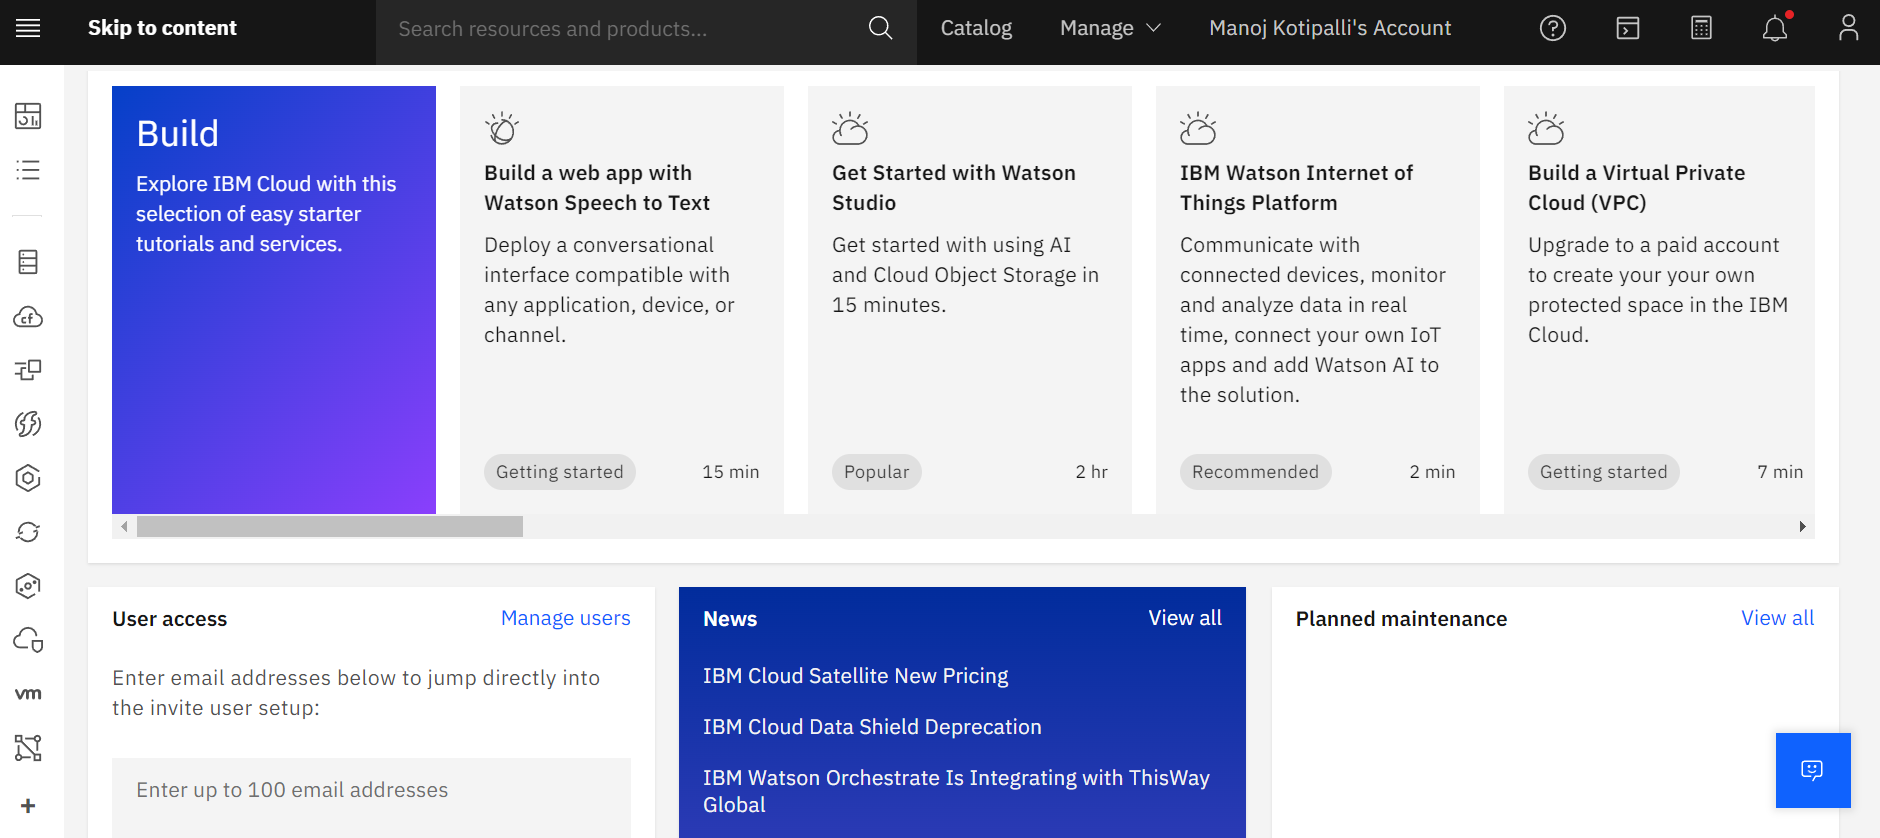 Skip to content
Search resources and products...
Catalog
Manage
Manoj Kotipalli's Account
Build
Explore IBM Cloud with this
selection of easy starter
tutorials and services.
Build a web app with
Watson Speech to Text
Deploy a conversational
interface compatible with
any application, device, or
channel.
Getting started
15 min
Get Started with Watson
Studio
Get started with using AI
and Cloud Object Storage in
15 minutes.
Popular
2 hr
IBM Watson Internet of
Things Platform
Communicate with
connected devices, monitor
and analyze data in real
time, connect your own IoT
apps and add Watson AI to
the solution.
Recommended
2 min
Build a Virtual Private
Cloud (VPC)
Upgrade to a paid account
to create your your own
protected space in the IBM
Cloud.
Getting started
7 min
cf
vm
User access
Manage users
Enter email addresses below to jump directly into
the invite user setup:
Enter up to 100 email addresses
News
View all
IBM Cloud Satellite New Pricing
IBM Cloud Data Shield Deprecation
IBM Watson Orchestrate Is Integrating with ThisWay
Global
Planned maintenance
View all